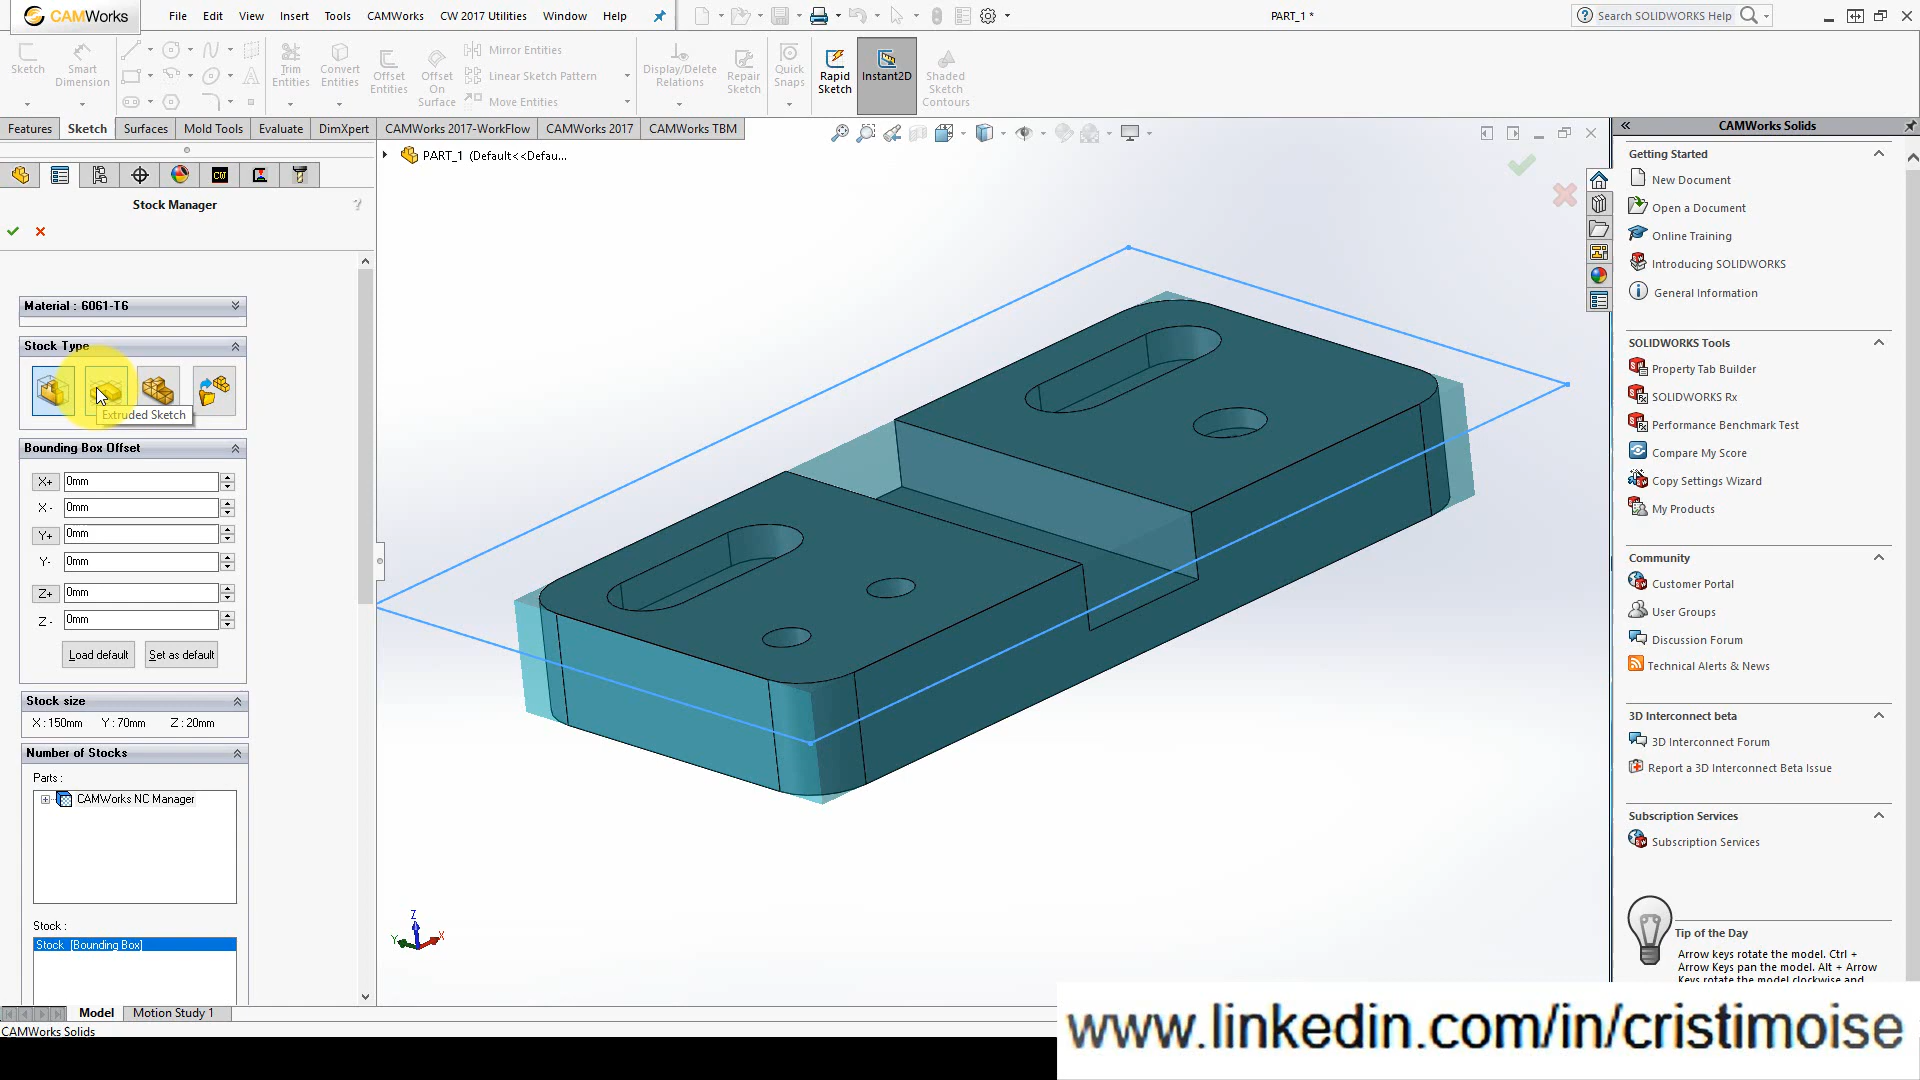 CAMWorks
File Edit View Insert Tools CAMWorks CW 2017 Utilities Window Help
PART_1 *
Search SOLIDWORKS Help
Sketch
Smart Dimension
Trim Entities
Convert Entities
Offset Entities
Offset On Surface
Mirror Entities
Linear Sketch Pattern
Move Entities
Display/Delete Relations
Repair Sketch
Quick Snaps
Rapid Sketch
Instant2D
Shaded Sketch Contours
Features Sketch Surfaces Mold Tools Evaluate DimXpert CAMWorks 2017-WorkFlow CAMWorks 2017 CAMWorks TBM
PART_1 (Default<<Defau...
CW
Stock Manager
?
Material : 6061-T6
Stock Type
Extruded Sketch
Bounding Box Offset
X+ 0mm
X- 0mm
Y+ 0mm
Y- 0mm
Z+ 0mm
Z- 0mm
Load default Set as default
Stock size
X:150mm Y:70mm Z:20mm
Number of Stocks
Parts :
CAMWorks NC Manager
Stock :
Stock [Bounding Box]
Z
Y
X
Model Motion Study 1
CAMWorks Solids
CAMWorks Solids
Getting Started
New Document
Open a Document
Online Training
Introducing SOLIDWORKS
General Information
SOLIDWORKS Tools
Property Tab Builder
SOLIDWORKS Rx
Performance Benchmark Test
Compare My Score
Copy Settings Wizard
My Products
Community
Customer Portal
User Groups
Discussion Forum
Technical Alerts & News
3D Interconnect beta
3D Interconnect Forum
Report a 3D Interconnect Beta Issue
Subscription Services
Subscription Services
Tip of the Day
Arrow keys rotate the model. Ctrl +
Arrow Keys pan the model. Alt + Arrow
Keys rotate the model clockwise and
www.linkedin.com/in/cristimoise